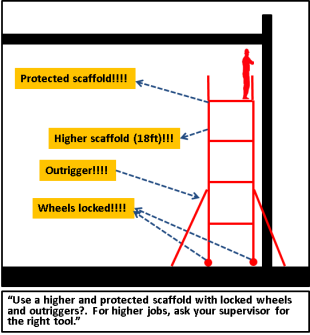 Protected scaffold!!!!
Higher scaffold (18ft)!!!
Outrigger!!!!
Wheels locked!!!!
“Use a higher and protected scaffold with locked wheels
and outriggers?.  For higher jobs, ask your supervisor for
the right tool.”